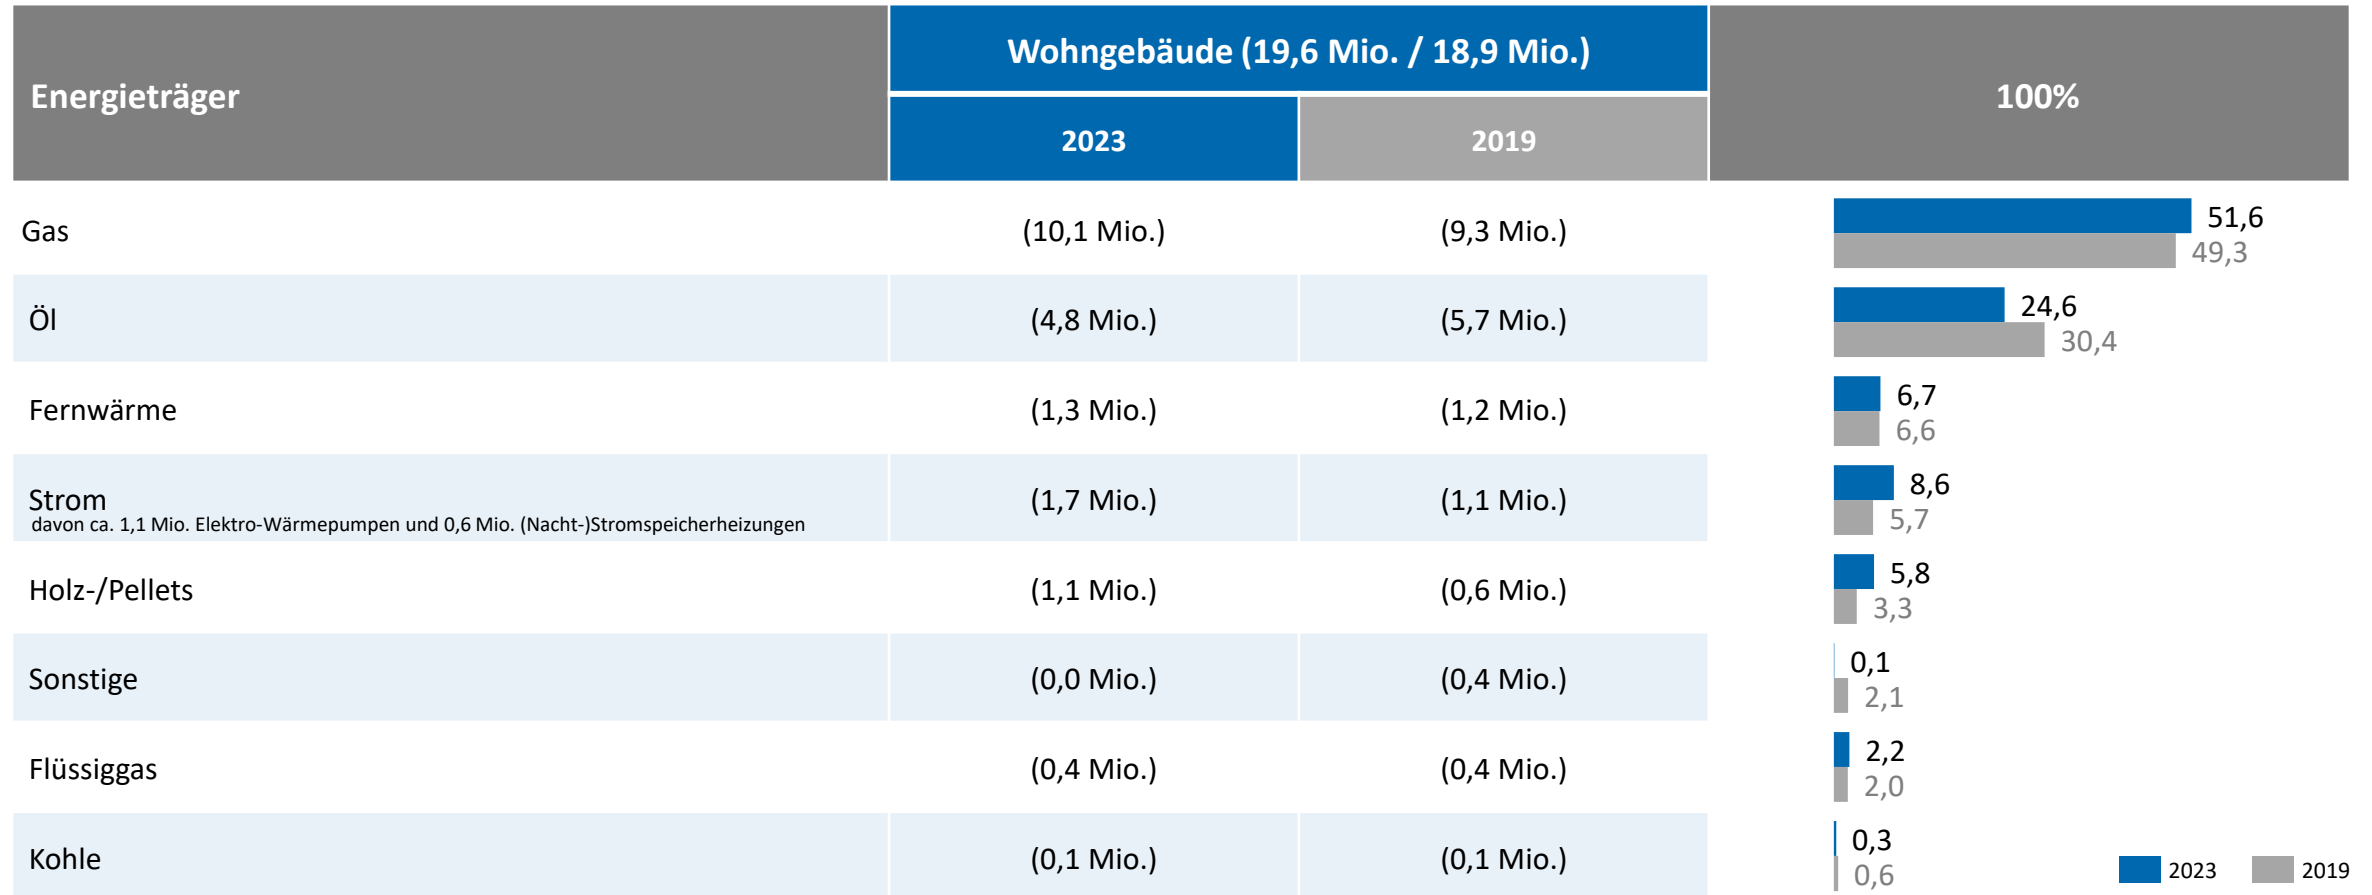 Energieträger
Wohngebäude (19,6 Mio. / 18,9 Mio.)
2023
2019
100%
Gas
(10,1 Mio.)
(9,3 Mio.)
51,6
49,3
Öl
(4,8 Mio.)
(5,7 Mio.)
24,6
30,4
Fernwärme
(1,3 Mio.)
(1,2 Mio.)
6,7
6,6
Strom
davon ca. 1,1 Mio. Elektro-Wärmepumpen und 0,6 Mio. (Nacht-)Stromspeicherheizungen
(1,7 Mio.)
(1,1 Mio.)
8,6
5,7
Holz-/Pellets
(1,1 Mio.)
(0,6 Mio.)
5,8
3,3
Sonstige
(0,0 Mio.)
(0,4 Mio.)
0,1
2,1
Flüssiggas
(0,4 Mio.)
(0,4 Mio.)
2,2
2,0
Kohle
(0,1 Mio.)
(0,1 Mio.)
0,3
0,6
2023
2019